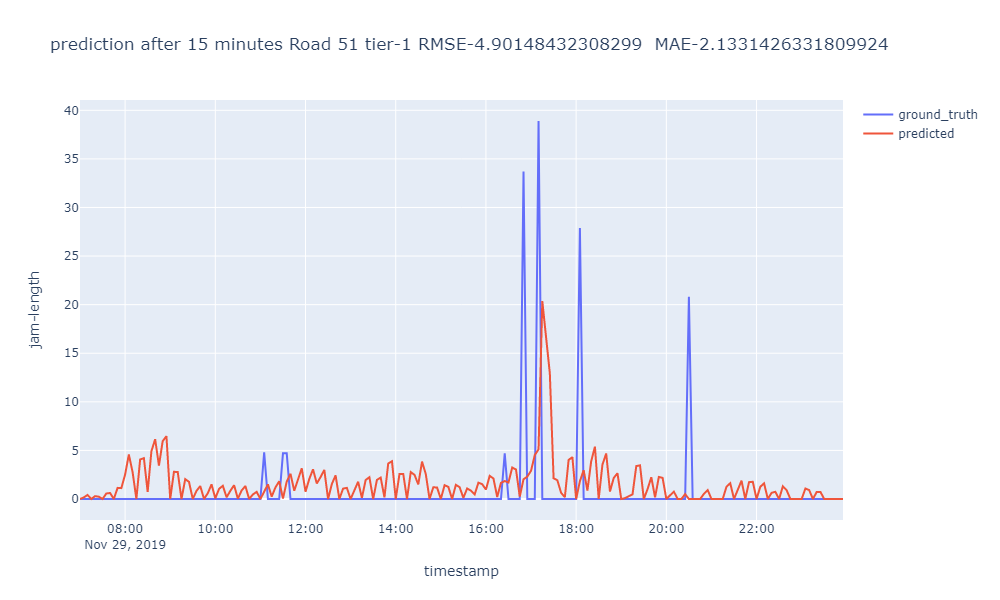 prediction after 15 minutes Road 51 tier-1 RMSE-4.90148432308299  MAE-2.1331426331809924
ground_truth
predicted
40
35
30
25
20
15
10
5
0
jam-length
08:00 10:00 12:00 14:00 16:00 18:00 20:00 22:00
Nov 29, 2019
timestamp